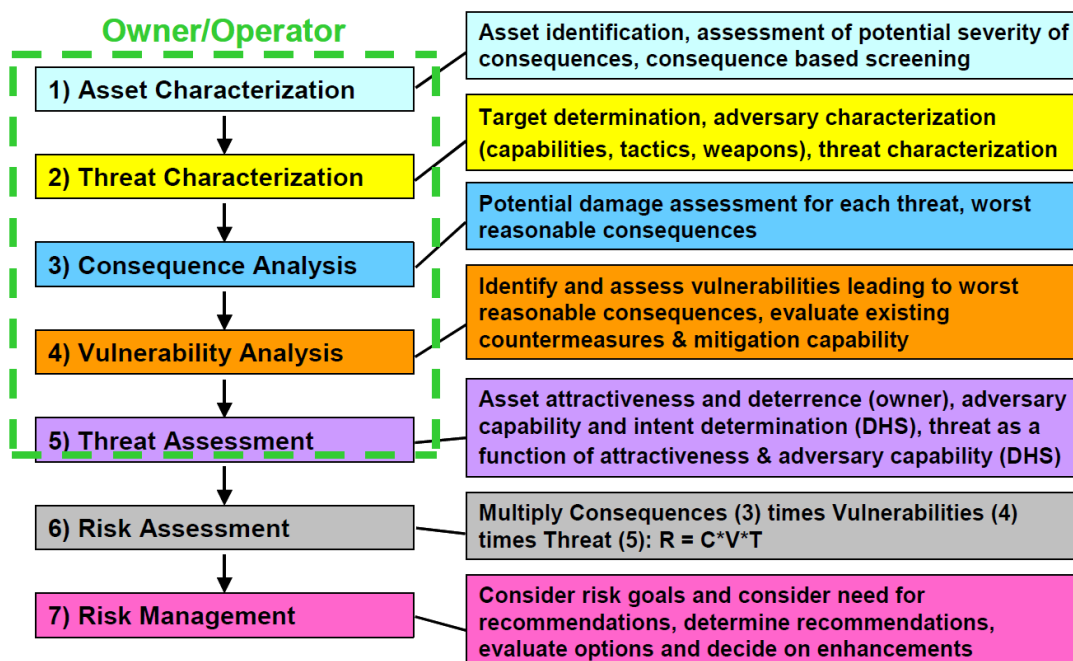 Owner/Operator
1) Asset Characterization
Asset identification, assessment of potential severity of
consequences, consequence based screening
2) Threat Characterization
Target determination, adversary characterization
(capabilities, tactics, weapons), threat characterization
3) Consequence Analysis
Potential damage assessment for each threat, worst
reasonable consequences
4) Vulnerability Analysis
Identify and assess vulnerabilities leading to worst
reasonable consequences, evaluate existing
countermeasures & mitigation capability
5) Threat Assessment
Asset attractiveness and deterrence (owner), adversary
capability and intent determination (DHS), threat as a
function of attractiveness & adversary capability (DHS)
6) Risk Assessment
Multiply Consequences (3) times Vulnerabilities (4)
times Threat (5): R = C*V*T
7) Risk Management
Consider risk goals and consider need for
recommendations, determine recommendations,
evaluate options and decide on enhancements